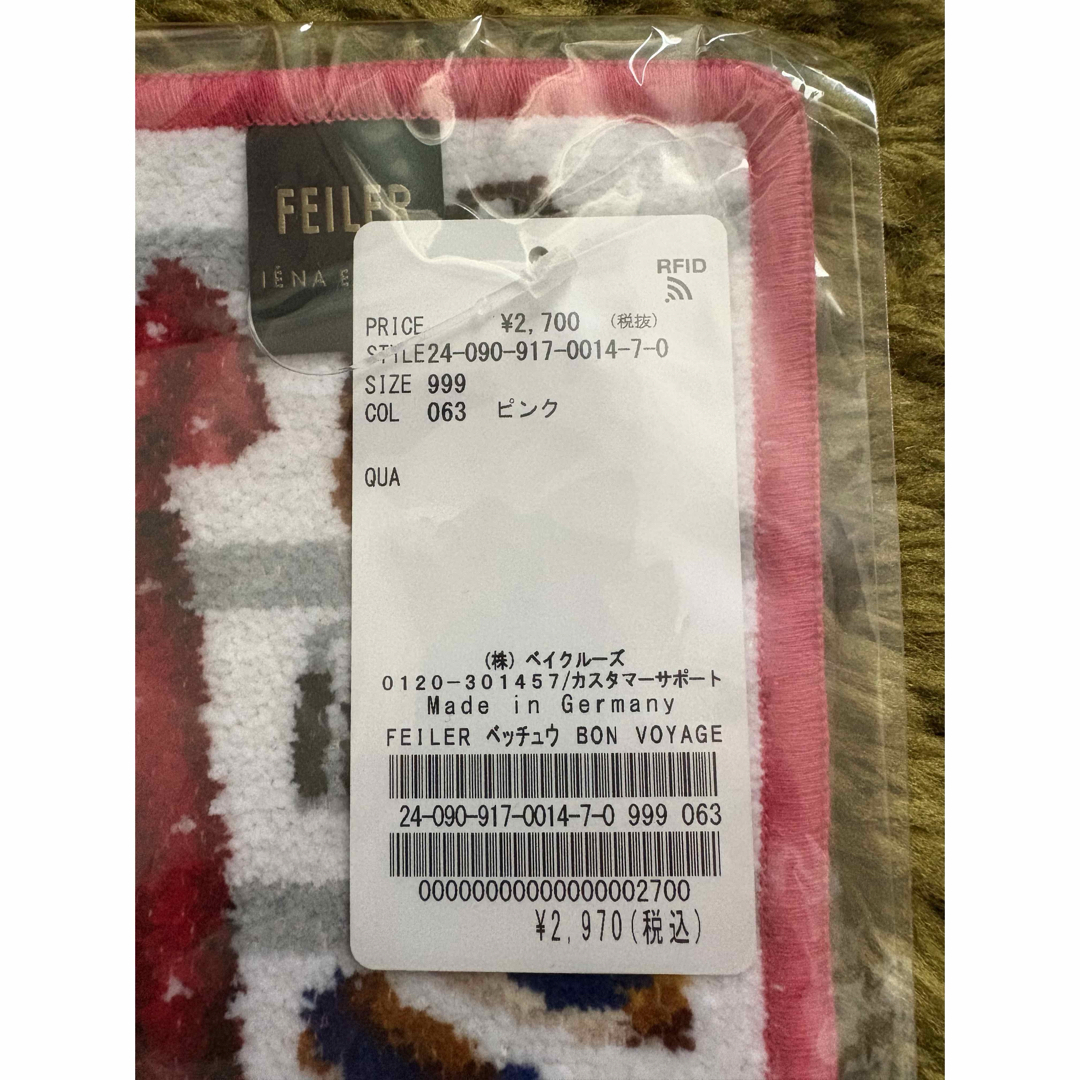 FEILER
IÉNA
RFID
PRICE ¥2,700 (税抜)
STYLE24-090-917-0014-7-0
SIZE 999
COL 063 ピンク
QUA
(株) ベイクルーズ
0120-301457/カスタマーサポート
Made in Germany
FEILER ベッチュウ BON VOYAGE
24-090-917-0014-7-0 999 063
00000000000000002700
¥2,970(税込)